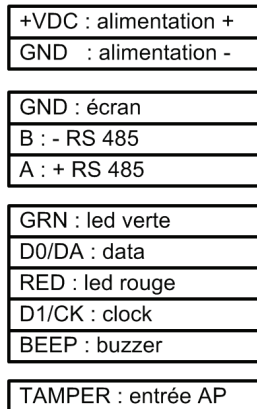 +VDC : alimentation +
GND : alimentation -
GND : écran
B : - RS 485
A : + RS 485
GRN : led verte
D0/DA : data
RED : led rouge
D1/CK : clock
BEEP : buzzer
TAMPER : entrée AP